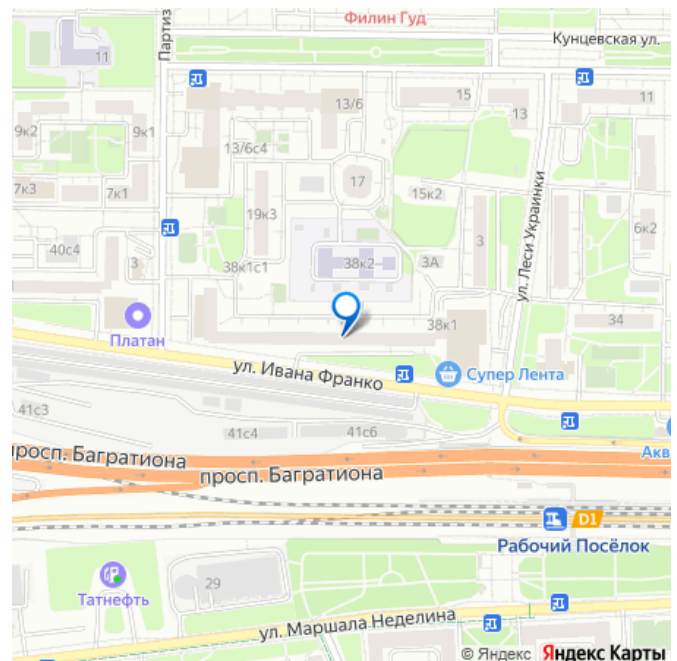 Филин Гуд
Кунцевская ул.
Партиз
11
13/6
15
13
11
9к2
9к1
13/6с4
17
7к3
7к1
15к2
19к3
ул. Леси Украинки
3
6к2
40с4
3
38к1с1
38к2
3А
Платан
38к1
34
ул. Ивана Франко
Супер Лента
41с3
41с4
41с6
просп. Багратиона
просп. Багратиона
Акв
D1
Рабочий Посёлок
29
Татнефть
ул. Маршала Неделина
© Яндекс Яндекс Карты